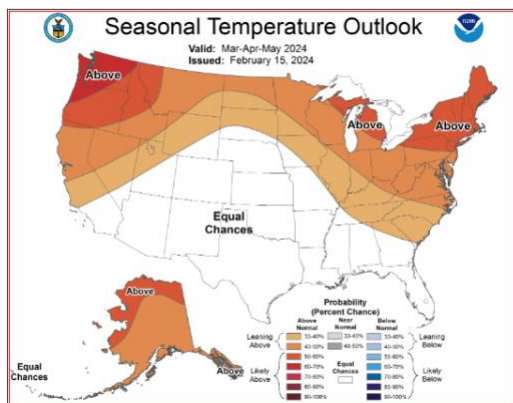 Seasonal Temperature Outlook
Valid: Mar-Apr-May 2024
Issued: February 15, 2024
Above
Above
Above
Equal
Chances
Above
Above
Equal
Chances
Probability
(Percent Chance)
Above Normal
Near Normal
Below Normal
Leaning Above
33-40%
33-40%
33-40%
Leaning Below
40-50%
40-50%
40-50%
Likely Above
50-60%
Equal Chances
50-60%
Likely Below
60-70%
60-70%
70-80%
70-80%
80-90%
80-90%
90-100%
90-100%